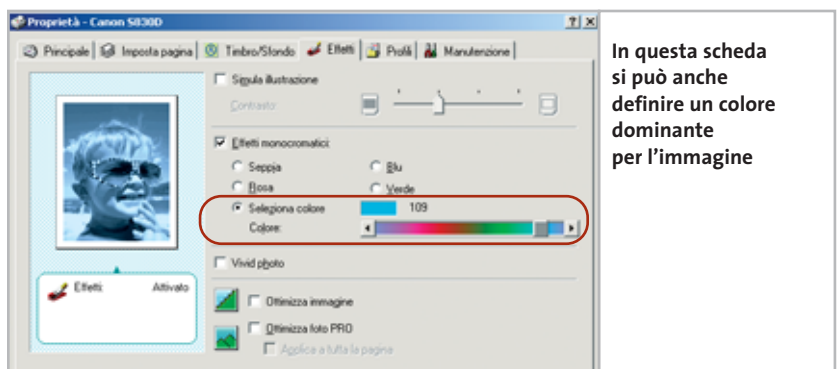 Proprietà - Canon S830D
Principale Imposta pagina Timbro/Sfondo Effetti Profili Manutenzione
Simula illustrazione
Contrasto:
Effetti monocromatici:
Seppia Blu
Rosa Verde
Seleziona colore 109
Colore:
Vivid photo
Effetti: Attivato
Ottimizza immagine
Ottimizza foto PRO
Applica a tutta la pagina
In questa scheda
si può anche
definire un colore
dominante
per l'immagine